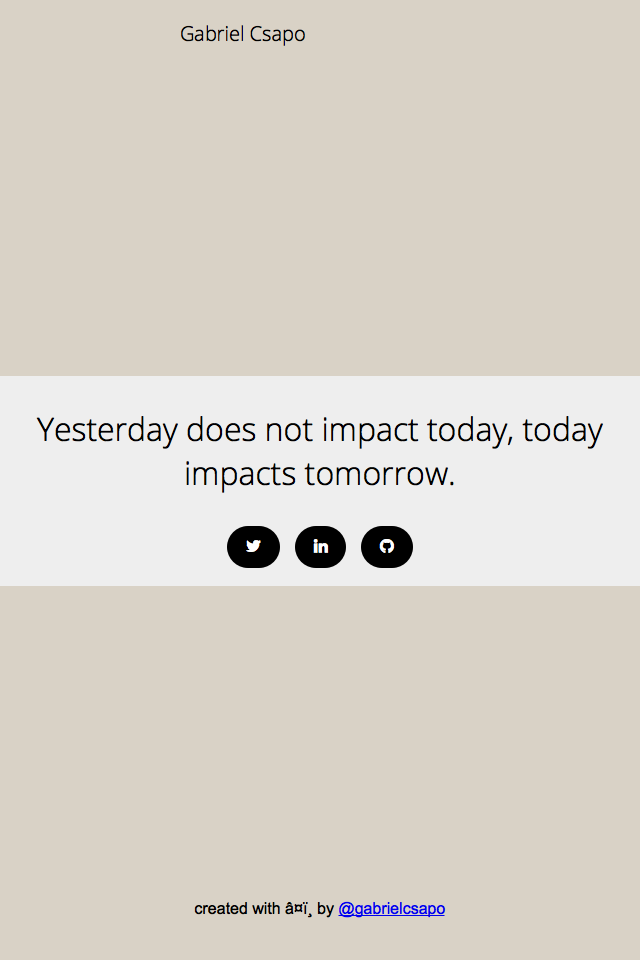 Gabriel Csapo
Yesterday does not impact today, today
impacts tomorrow.
in
created with â¤ï¸ by @gabrielcsapo